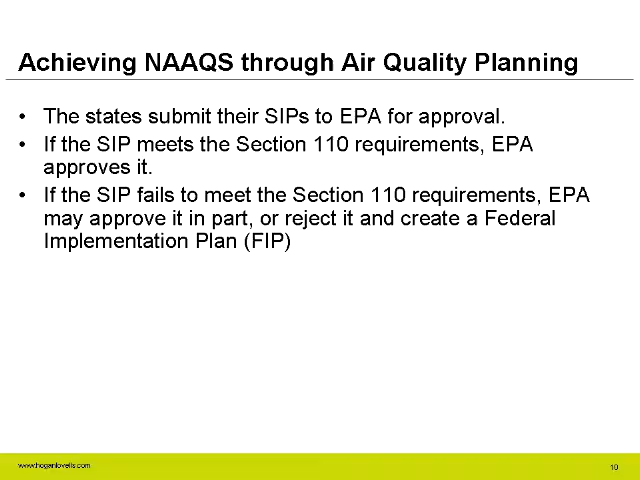 Achieving NAAQS through Air Quality Planning
• The states submit their SIPs to EPA for approval.
• If the SIP meets the Section 110 requirements, EPA
approves it.
• If the SIP fails to meet the Section 110 requirements, EPA
may approve it in part, or reject it and create a Federal
Implementation Plan (FIP)
www.hoganlovells.com
10